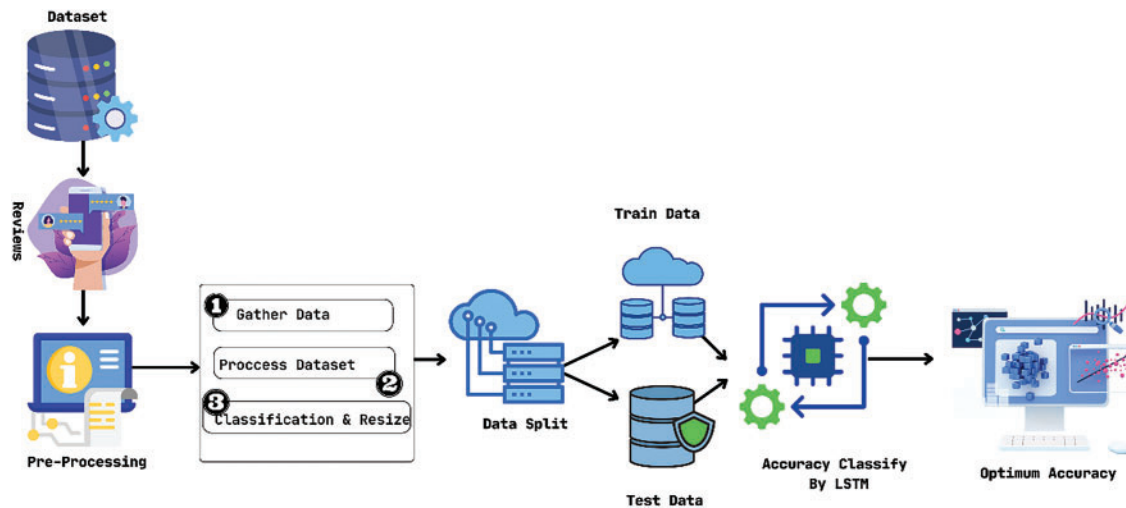 Dataset
Reviews
Pre-Processing
1
Gather Data
Proccess Dataset
2
3
Classification & Resize
Data Split
Train Data
Test Data
Accuracy Classify
By LSTM
Optimum Accuracy